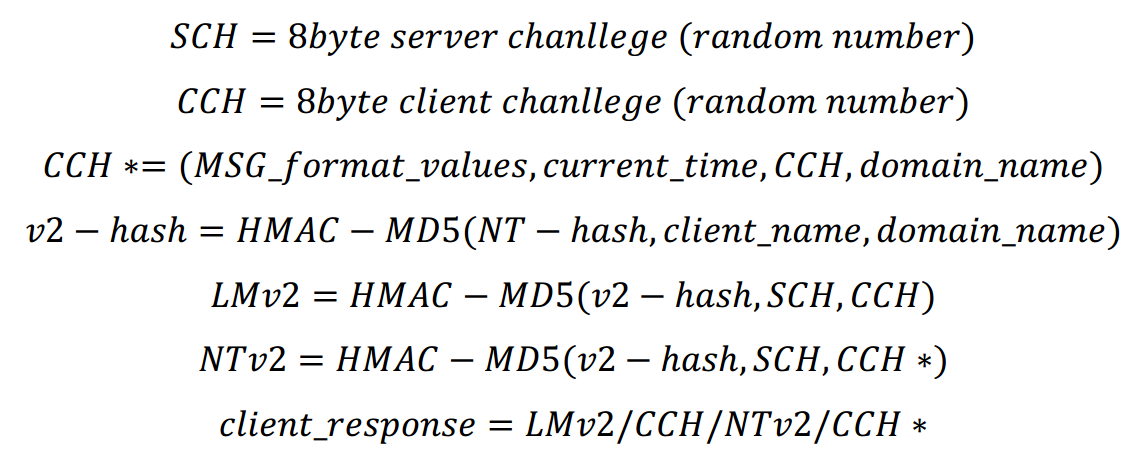 SCH = 8byte server chanllege (random number)
CCH = 8byte client chanllege (random number)
CCH *= (MSG_format_values, current_time, CCH, domain_name)
v2 − hash = HMAC − MD5(NT − hash, client_name, domain_name)
LMv2 = HMAC − MD5(v2 − hash, SCH, CCH)
NTv2 = HMAC − MD5(v2 − hash, SCH, CCH *)
client_response = LMv2/CCH/NTv2/CCH *